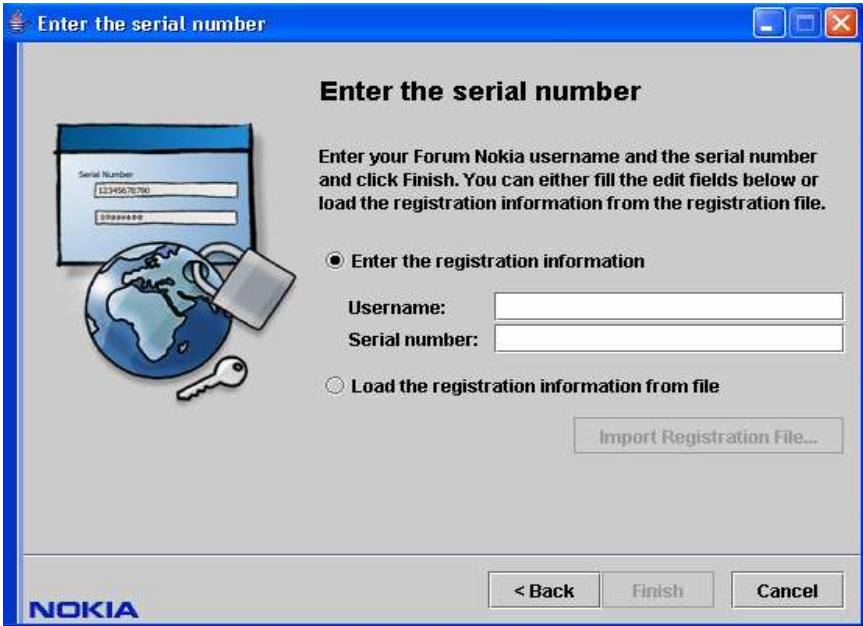 Enter the serial number
Enter the serial number
Enter your Forum Nokia username and the serial number
and click Finish. You can either fill the edit fields below or
load the registration information from the registration file.
Serial Number
12345678700
Enter the registration information
Username:
Serial number:
Load the registration information from file
Import Registration File...
< Back
Finish
Cancel
NOKIA